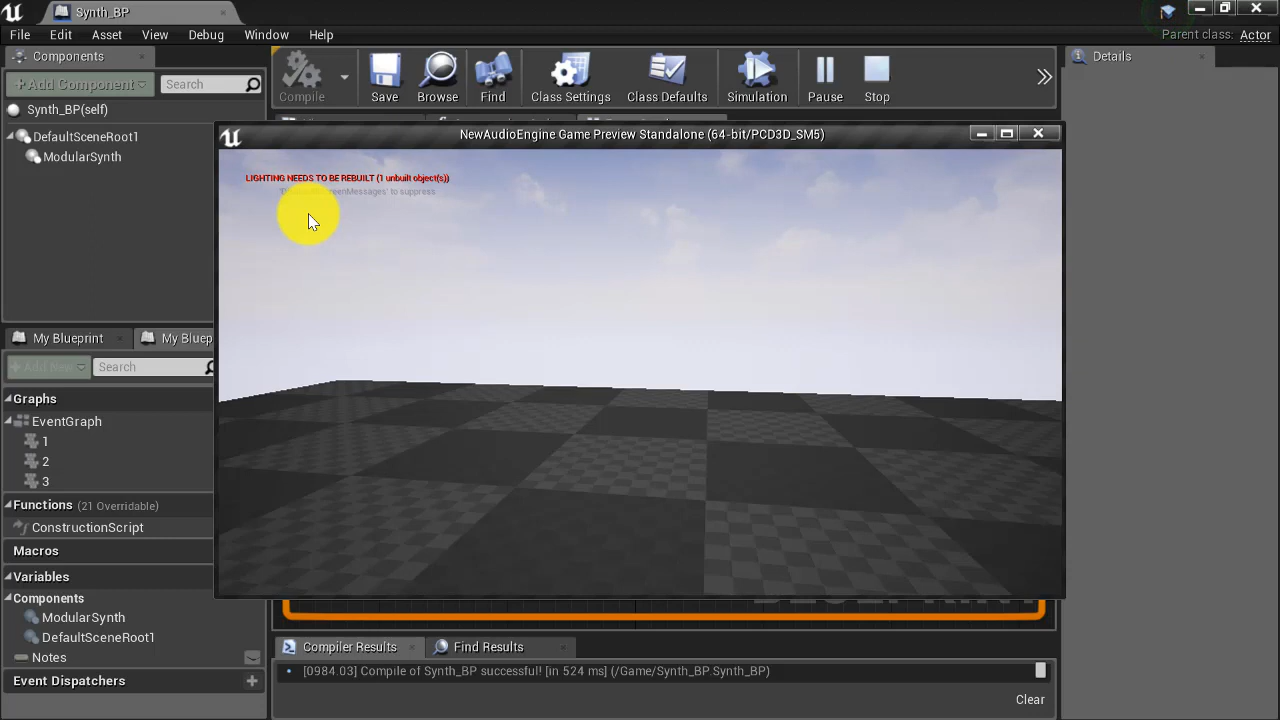 Synth_BP
File Edit Asset View Debug Window Help
Parent class: Actor
Components
+Add Component
Search
Synth_BP(self)
DefaultSceneRoot1
ModularSynth
Compile Save Browse Find Class Settings Class Defaults Simulation Pause Stop
Details
NewAudioEngine Game Preview Standalone (64-bit/PCD3D_SM5)
LIGHTING NEEDS TO BE REBUILT (1 unbuilt object(s))
to suppress
My Blueprint
My Bluep
Add New
Search
Graphs
EventGraph
1
2
3
Functions (21 Overridable)
ConstructionScript
Macros
Variables
Components
ModularSynth
DefaultSceneRoot1
Notes
Event Dispatchers
Compiler Results
Find Results
[0984.03] Compile of Synth_BP successful! [in 524 ms] (/Game/Synth_BP.Synth_BP)
Clear